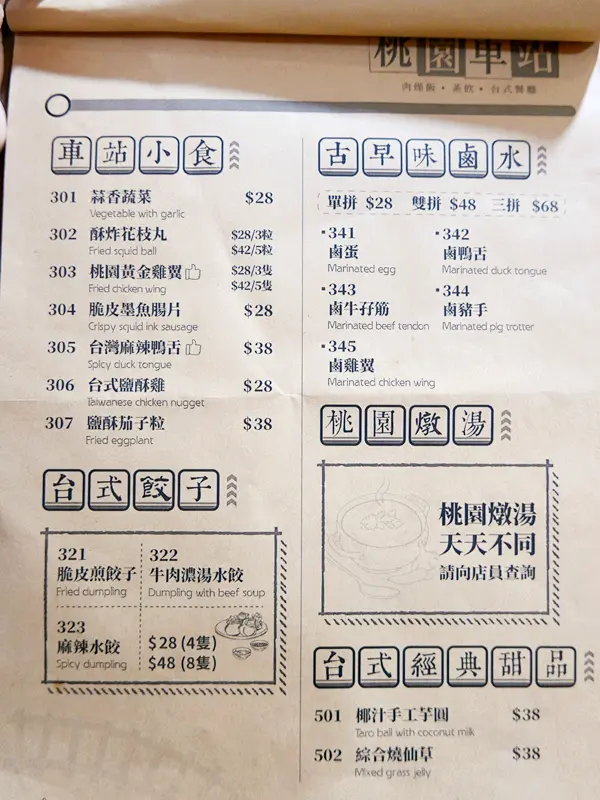 桃園車站
肉燥飯•蒸飲•台式餐廳
車站小食
301 蒜香蔬菜 $28
Vegetable with garlic
302 酥炸花枝丸 $28/3粒
Fried squid ball $42/5粒
303 桃園黃金雞翼 $28/3隻
Fried chicken wing $42/5隻
304 脆皮墨魚腸片 $28
Crispy squid ink sausage
305 台灣麻辣鴨舌 $38
Spicy duck tongue
306 台式鹽酥雞 $28
Taiwanese chicken nugget
307 鹽酥茄子粒 $38
Fried eggplant
台式餃子
321
脆皮煎餃子
Fried dumpling
322
牛肉濃湯水餃
Dumpling with beef soup
323
麻辣水餃
Spicy dumpling
$28 (4隻)
$48 (8隻)
古早味鹵水
單拼 $28 雙拼 $48 三拼 $68
341
鹵蛋
Marinated egg
342
鹵鴨舌
Marinated duck tongue
343
鹵牛孖筋
Marinated beef tendon
344
鹵豬手
Marinated pig trotter
345
鹵雞翼
Marinated chicken wing
桃園燉湯
桃園燉湯
天天不同
請向店員查詢
台式經典甜品
501 椰汁手工芋圓 $38
Taro ball with coconut milk
502 綜合燒仙草 $38
Mixed grass jelly